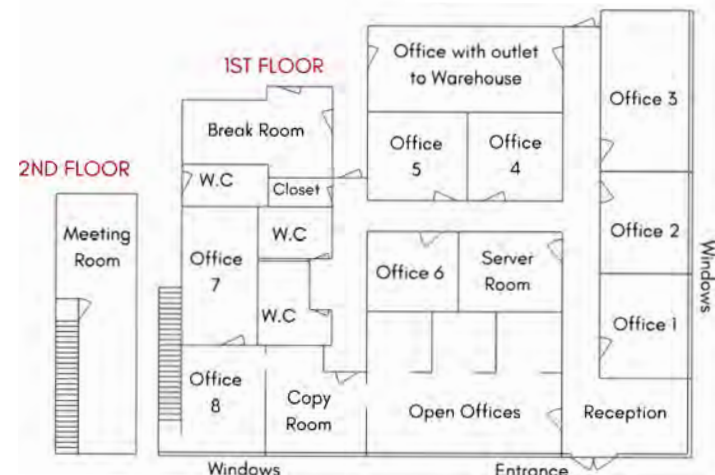 1ST FLOOR
Office with outlet
to Warehouse
Office 3
Break Room
Office
5
Office
4
2ND FLOOR
W.C
Closet
Meeting
Room
W.C
Office 2
Office
7
Office 6
Server
Room
Windows
W.C
Office 1
Office
8
Copy
Room
Open Offices
Reception
Windows
Entrance